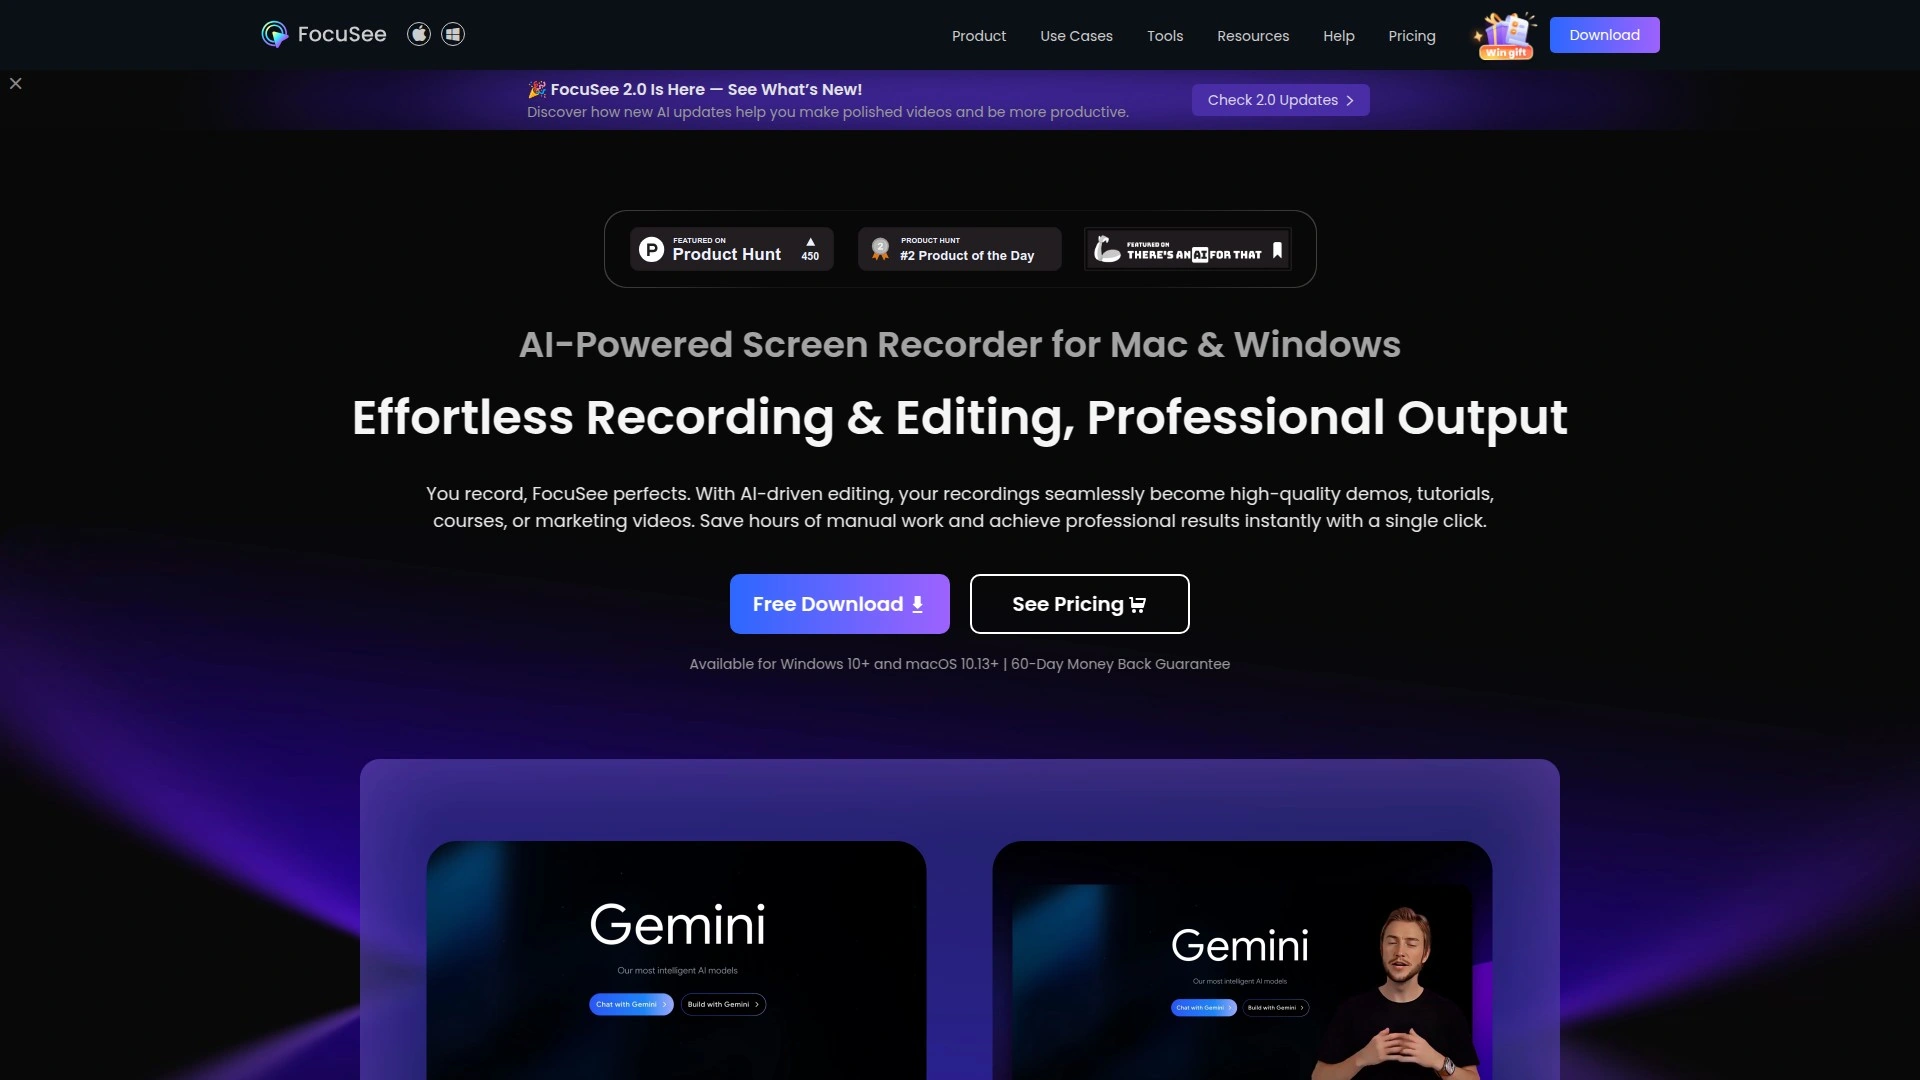 FocuSee
Product
Use Cases
Tools
Resources
Help
Pricing
Win gift
Download
🎉 FocuSee 2.0 Is Here — See What's New!
Discover how new AI updates help you make polished videos and be more productive.
Check 2.0 Updates
FEATURED ON
Product Hunt
450
2
PRODUCT HUNT
#2 Product of the Day
FEATURED ON
THERE'S AN AI FOR THAT
AI-Powered Screen Recorder for Mac & Windows
Effortless Recording & Editing, Professional Output
You record, FocuSee perfects. With AI-driven editing, your recordings seamlessly become high-quality demos, tutorials,
courses, or marketing videos. Save hours of manual work and achieve professional results instantly with a single click.
Free Download
See Pricing
Available for Windows 10+ and macOS 10.13+ | 60-Day Money Back Guarantee
Gemini
Our most intelligent AI models
Chat with Gemini
Build with Gemini
Gemini
Our most intelligent AI models
Chat with Gemini
Build with Gemini